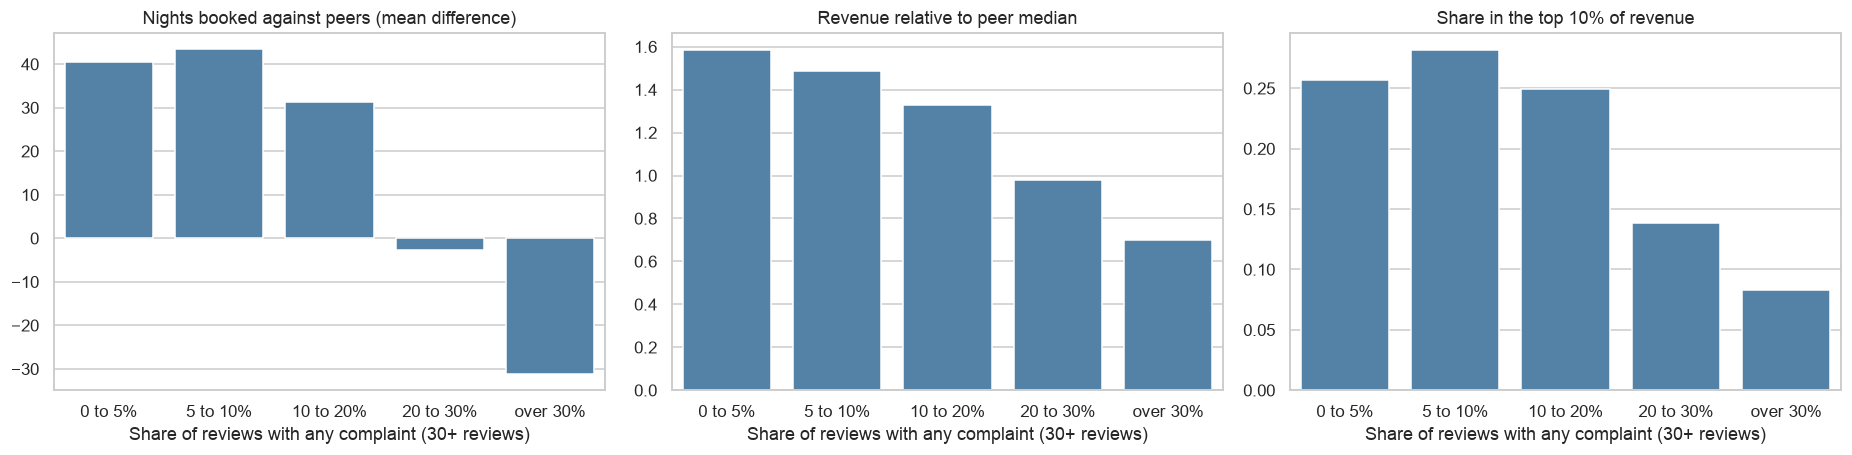 Nights booked against peers (mean difference)
40
30
20
10
0
−10
−20
−30
0 to 5% 5 to 10% 10 to 20% 20 to 30% over 30%
Share of reviews with any complaint (30+ reviews)
Revenue relative to peer median
1.6
1.4
1.2
1.0
0.8
0.6
0.4
0.2
0.0
0 to 5% 5 to 10% 10 to 20% 20 to 30% over 30%
Share of reviews with any complaint (30+ reviews)
Share in the top 10% of revenue
0.25
0.20
0.15
0.10
0.05
0.00
0 to 5% 5 to 10% 10 to 20% 20 to 30% over 30%
Share of reviews with any complaint (30+ reviews)